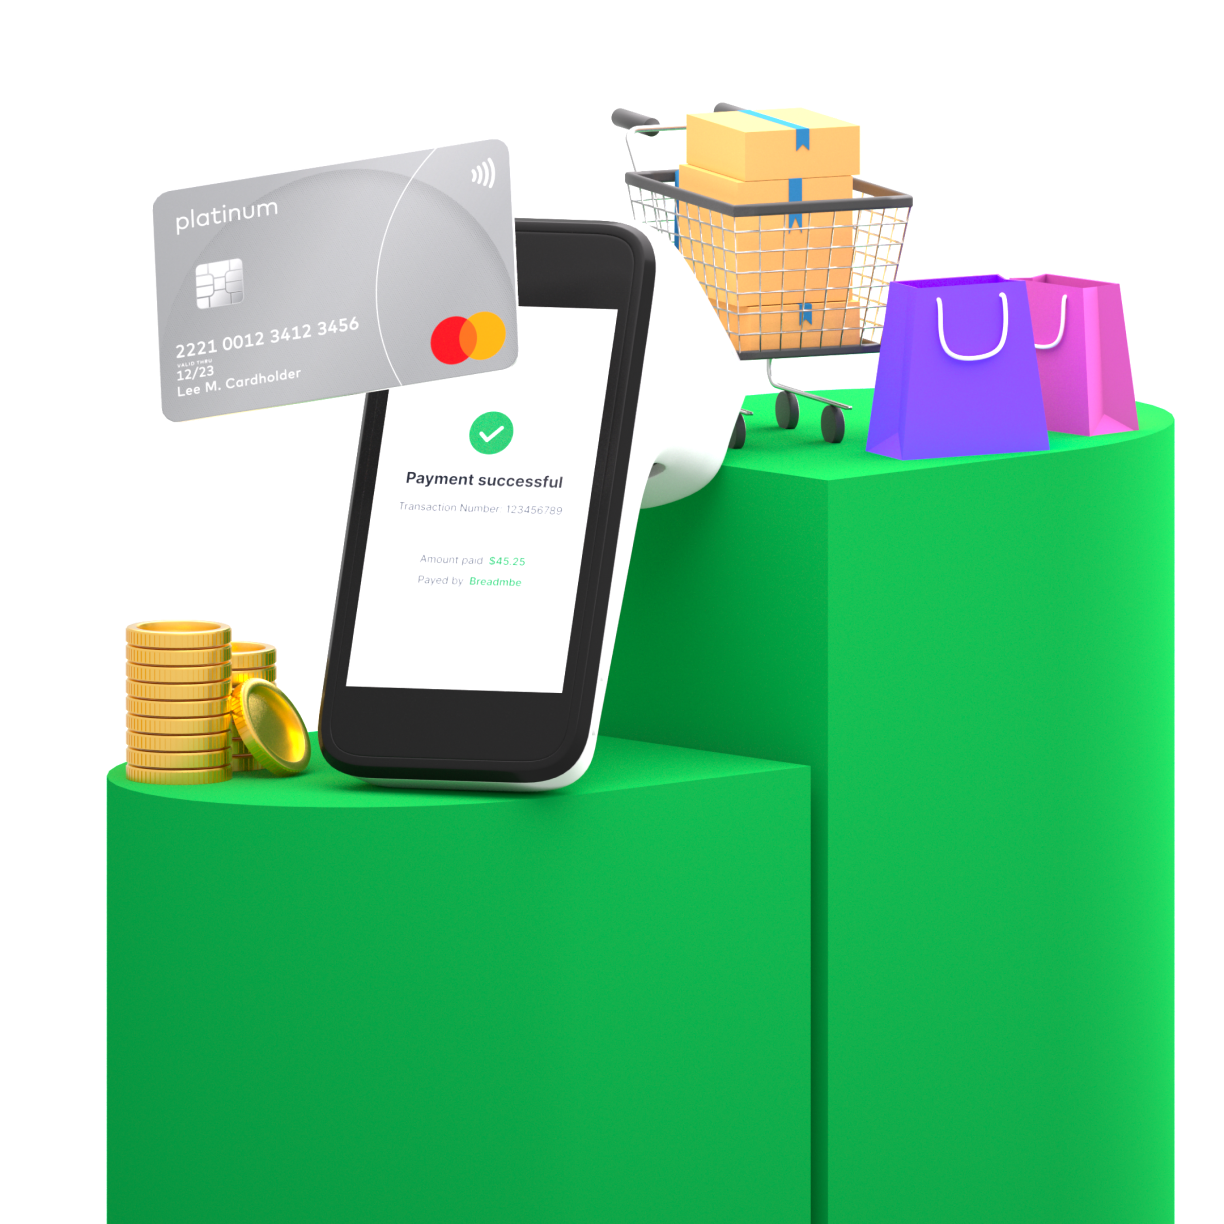 platinum
2221 0012 3412 3456
VALID THRU
12/23
Lee M. Cardholder
Payment successful
Transaction Number: 123456789
Amount paid: $45.25
Payed by: Breadmbe